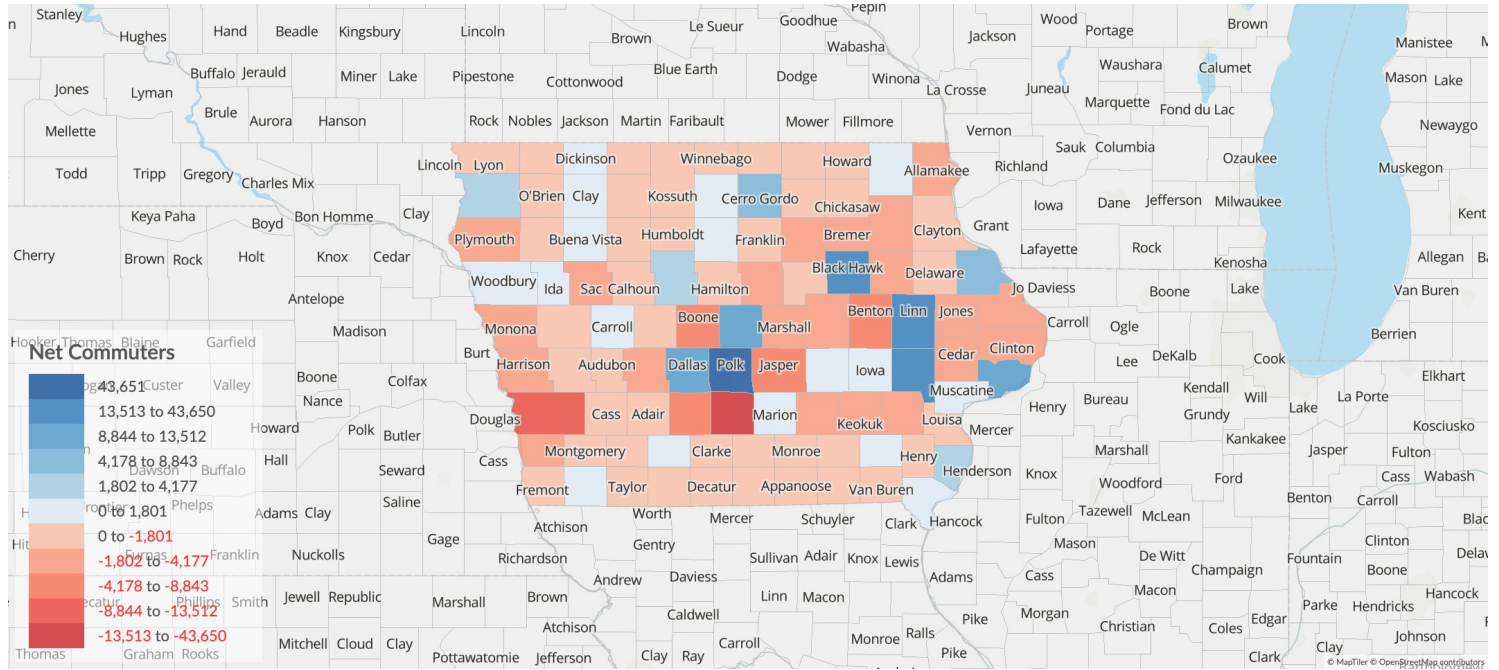 Stanley Hughes Hand Beadle Kingsbury Lincoln Brown Le Sueur Goodhue Pepin Wood Portage Brown
Wabasha Jackson Manistee
Buffalo Jerauld Miner Lake Pipestone Cottonwood Blue Earth Dodge Winona Waushara Calumet Mason Lake
Jones Lyman La Crosse Juneau Marquette Fond du Lac
Brule Aurora Hanson Rock Nobles Jackson Martin Faribault Mower Fillmore Newaygo
Mellette Vernon Sauk Columbia
Todd Tripp Gregory Charles Mix Lincoln Lyon Dickinson Winnebago Howard Allamakee Richland Ozaukee Muskegon
O'Brien Clay Kossuth Cerro Gordo Chickasaw Iowa Dane Jefferson Milwaukee
Keya Paha Boyd Bon Homme Clay Kent
Plymouth Buena Vista Humboldt Franklin Bremer Clayton Grant Lafayette Rock Kenosha
Cherry Brown Rock Holt Knox Cedar Allegan
Woodbury Ida Sac Calhoun Hamilton Black Hawk Delaware Jo Daviess Boone Lake Van Buren
Antelope
Madison Monona Carroll Boone Marshall Benton Linn Jones Carroll Ogle Berrien
Hooker Thomas Blaine Garfield
Net Commuters
Burt Harrison Audubon Dallas Polk Jasper Iowa Cedar Clinton Lee DeKalb Cook
43,651
Custer Valley Boone Colfax Muscatine Kendall Will Elkhart
13,513 to 43,650
Nance Douglas Cass Adair Marion Keokuk Louisa Mercer Henry Bureau Grundy Lake La Porte
8,844 to 13,512
Howard Polk Butler Kankakee Kosciusko
4,178 to 8,843
Dawson Buffalo Hall Seward Cass Montgomery Clarke Monroe Henry Henderson Knox Marshall Jasper Fulton
1,802 to 4,177
Saline Fremont Taylor Decatur Appanoose Van Buren Woodford Ford Cass Wabash
0 to 1,801
Phelps Adams Clay Atchison Worth Mercer Schuyler Clark Hancock Fulton Tazewell McLean Benton Carroll
0 to -1,801
Gage Gentry Mason Clinton
-1,802 to -4,177
Furnas Franklin Nuckolls Richardson Sullivan Adair Knox Lewis De Witt Fountain Boone
-4,178 to -8,843
Andrew Daviess Adams Cass Champaign
-8,844 to -13,512
Phillips Smith Jewell Republic Marshall Brown Caldwell Linn Macon Morgan Macon Parke Hendricks Hancock
-13,513 to -43,650
Atchison Pike Christian Coles Edgar Johnson
Thomas Graham Rooks Mitchell Cloud Clay Pottawatomie Jefferson Clay Ray Carroll Monroe Ralls Pike Clark Clay
© MapTiler © OpenStreetMap contributors